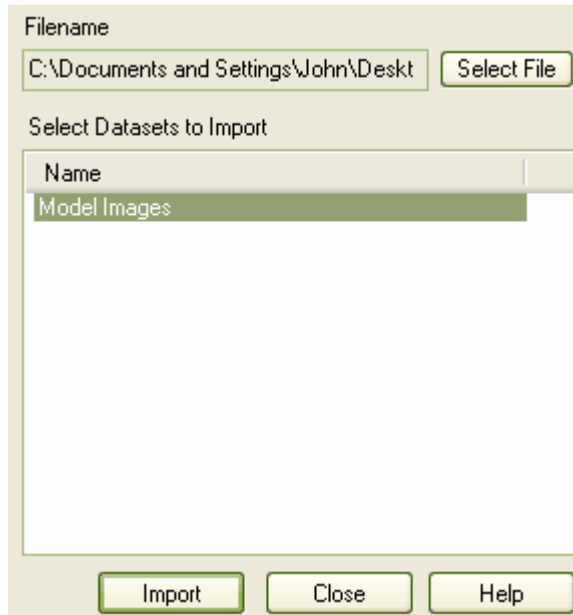 Filename
C:\Documents and Settings\John\Deskt Select File
Select Datasets to Import
Name
Model Images
Import Close Help